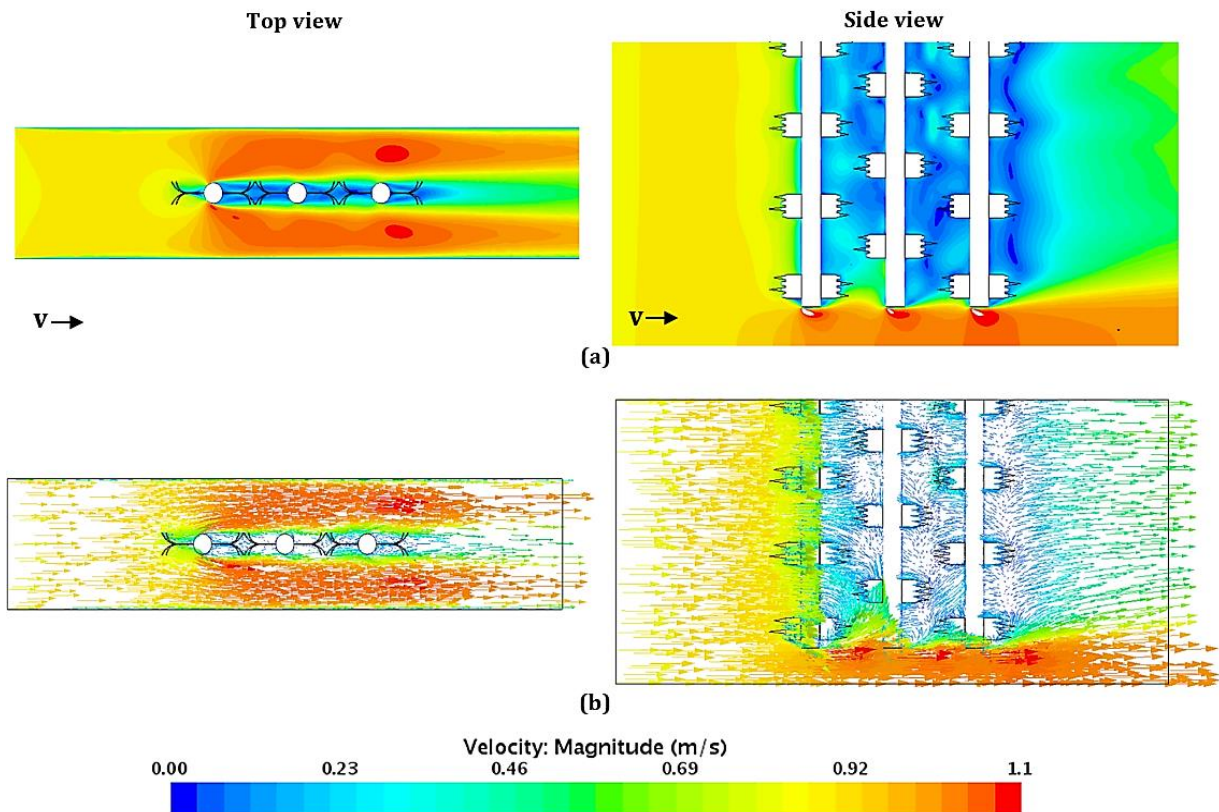 Top view
Side view
V
V
(a)
(b)
Velocity: Magnitude (m/s)
0.00 0.23 0.46 0.69 0.92 1.1